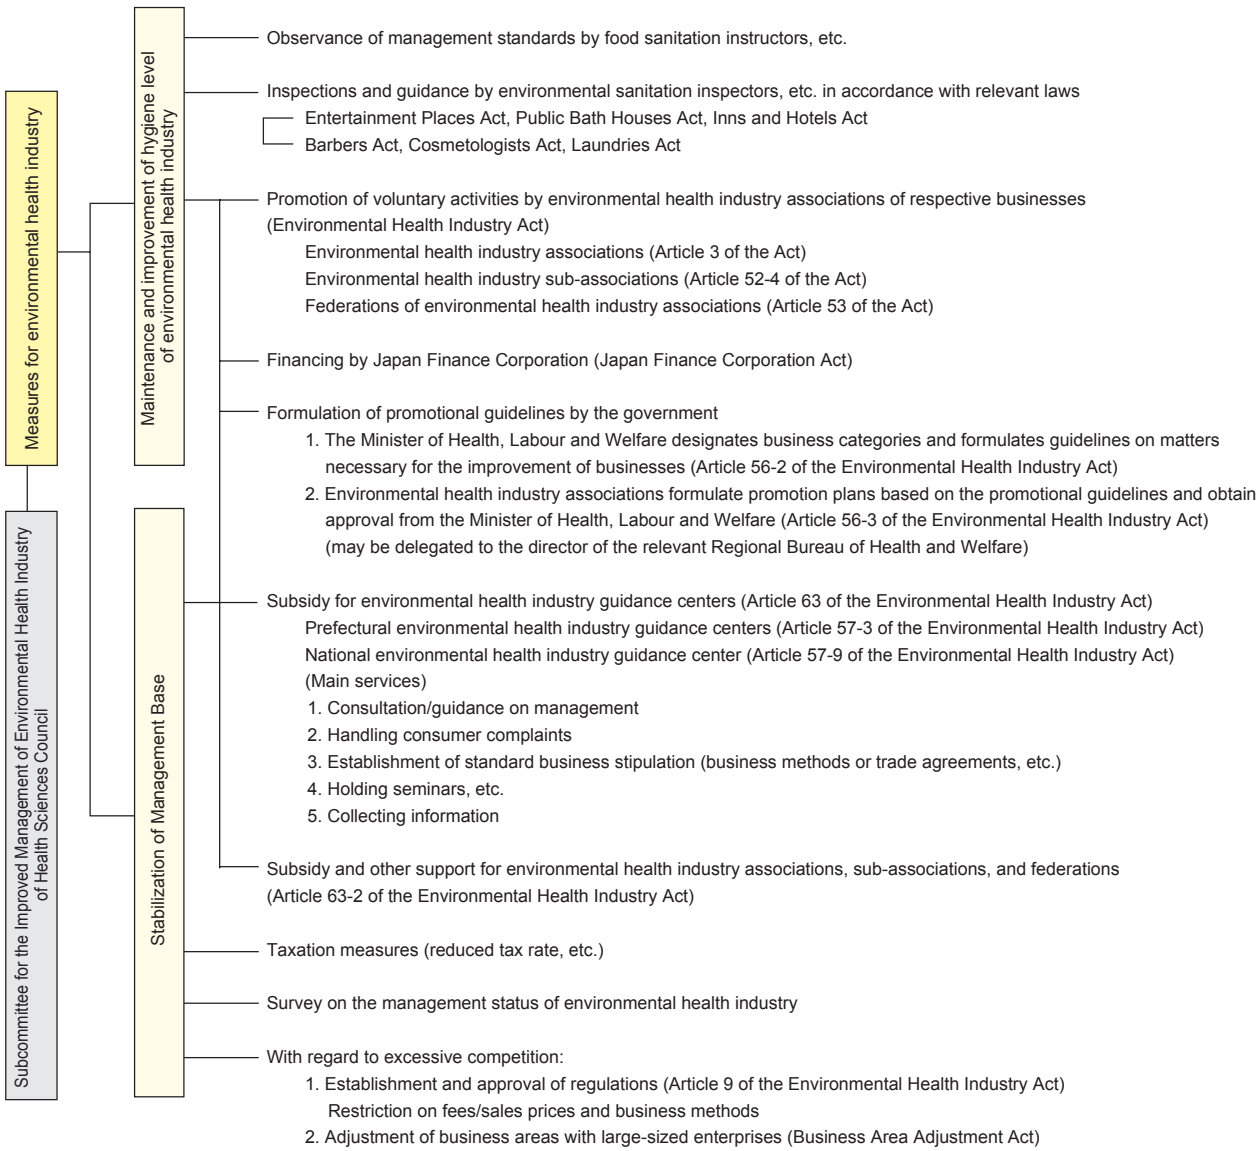 Measures for environmental health industry
Subcommittee for the Improved Management of Environmental Health Industry
of Health Sciences Council
Maintenance and improvement of hygiene level
of environmental health industry
Observance of management standards by food sanitation instructors, etc.
Inspections and guidance by environmental sanitation inspectors, etc. in accordance with relevant laws
Entertainment Places Act, Public Bath Houses Act, Inns and Hotels Act
Barbers Act, Cosmetologists Act, Laundries Act
Promotion of voluntary activities by environmental health industry associations of respective businesses
(Environmental Health Industry Act)
Environmental health industry associations (Article 3 of the Act)
Environmental health industry sub-associations (Article 52-4 of the Act)
Federations of environmental health industry associations (Article 53 of the Act)
Financing by Japan Finance Corporation (Japan Finance Corporation Act)
Formulation of promotional guidelines by the government
1. The Minister of Health, Labour and Welfare designates business categories and formulates guidelines on matters
necessary for the improvement of businesses (Article 56-2 of the Environmental Health Industry Act)
2. Environmental health industry associations formulate promotion plans based on the promotional guidelines and obtain
approval from the Minister of Health, Labour and Welfare (Article 56-3 of the Environmental Health Industry Act)
(may be delegated to the director of the relevant Regional Bureau of Health and Welfare)
Stabilization of Management Base
Subsidy for environmental health industry guidance centers (Article 63 of the Environmental Health Industry Act)
Prefectural environmental health industry guidance centers (Article 57-3 of the Environmental Health Industry Act)
National environmental health industry guidance center (Article 57-9 of the Environmental Health Industry Act)
(Main services)
1. Consultation/guidance on management
2. Handling consumer complaints
3. Establishment of standard business stipulation (business methods or trade agreements, etc.)
4. Holding seminars, etc.
5. Collecting information
Subsidy and other support for environmental health industry associations, sub-associations, and federations
(Article 63-2 of the Environmental Health Industry Act)
Taxation measures (reduced tax rate, etc.)
Survey on the management status of environmental health industry
With regard to excessive competition:
1. Establishment and approval of regulations (Article 9 of the Environmental Health Industry Act)
Restriction on fees/sales prices and business methods
2. Adjustment of business areas with large-sized enterprises (Business Area Adjustment Act)